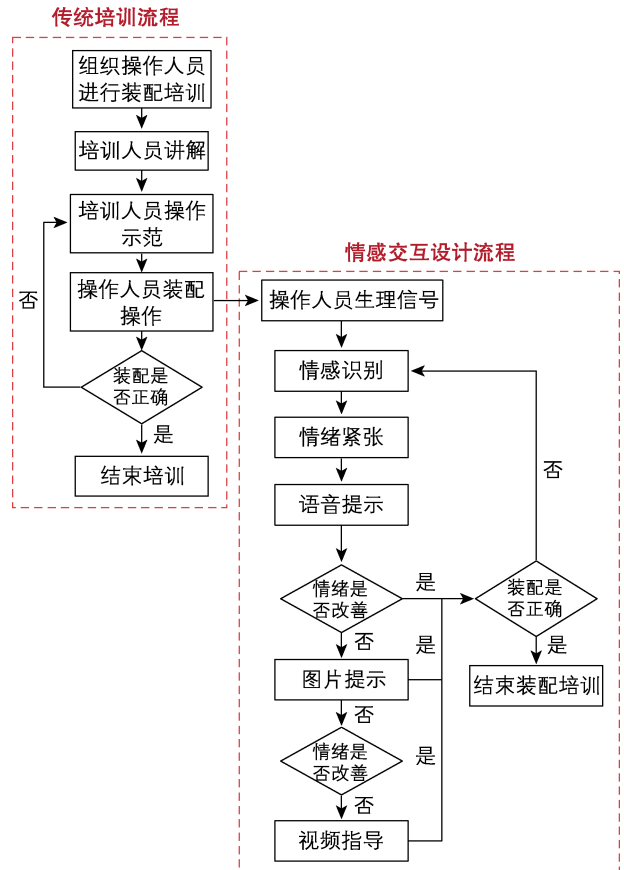 传统培训流程
组织操作人员
进行装配培训
培训人员讲解
培训人员操作
示范
操作人员装配
操作
否
装配是
否正确
是
结束培训
情感交互设计流程
操作人员生理信号
情感识别
情绪紧张
语音提示
情绪是
否改善
是
否
图片提示
是
否
情绪是
否改善
是
否
视频指导
否
装配是
否正确
是
结束装配培训